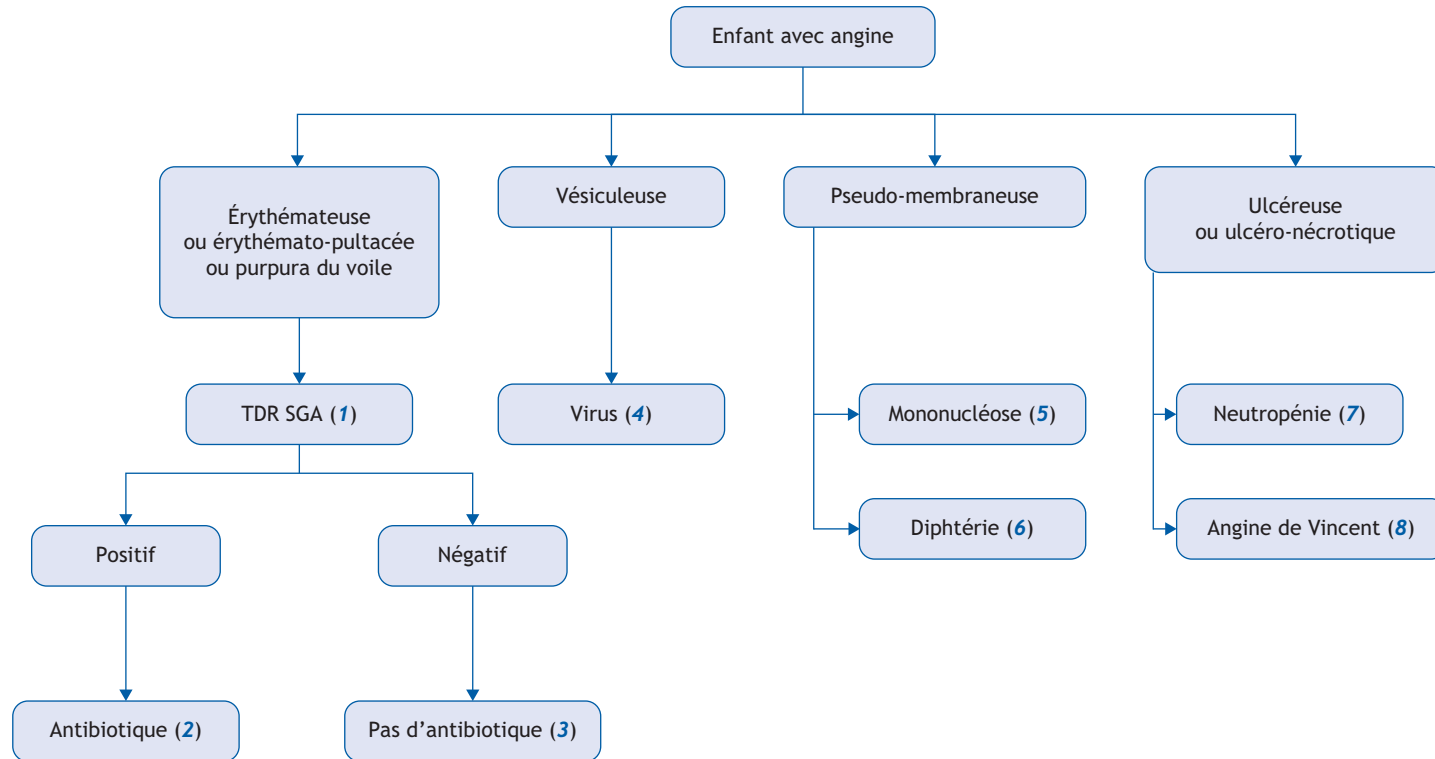 Enfant avec angine
Érythémateuse
ou érythémato-pultacée
ou purpura du voile
Vésiculeuse
Pseudo-membraneuse
Ulcéreuse
ou ulcéro-nécrotique
TDR SGA (1)
Virus (4)
Mononucléose (5)
Neutropénie (7)
Positif
Négatif
Diphtérie (6)
Angine de Vincent (8)
Antibiotique (2)
Pas d’antibiotique (3)